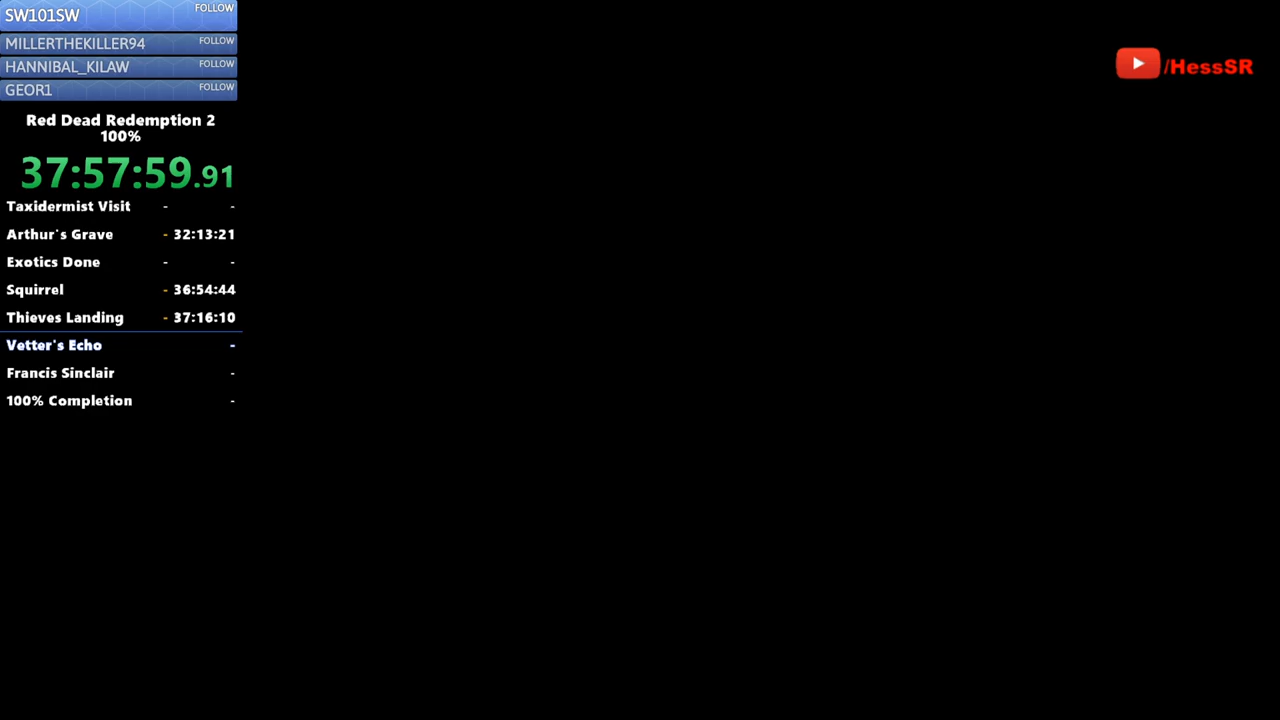 SW101SW FOLLOW
MILLERTHEKILLER94 FOLLOW
HANNIBAL_KILAW FOLLOW
GEOR1 FOLLOW
/HessSR
Red Dead Redemption 2
100%
37:57:59.91
Taxidermist Visit - -
Arthur's Grave - 32:13:21
Exotics Done - -
Squirrel - 36:54:44
Thieves Landing - 37:16:10
Vetter's Echo -
Francis Sinclair -
100% Completion -